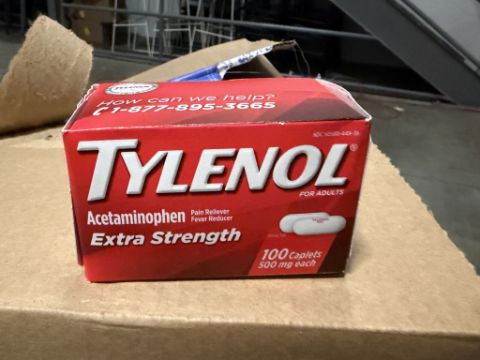 TYLENOL
How can we help?
1-877-895-3665
TYLENOL®
FOR ADULTS
Acetaminophen
Pain Reliever
Fever Reducer
Extra Strength
100 Caplets
500 mg each